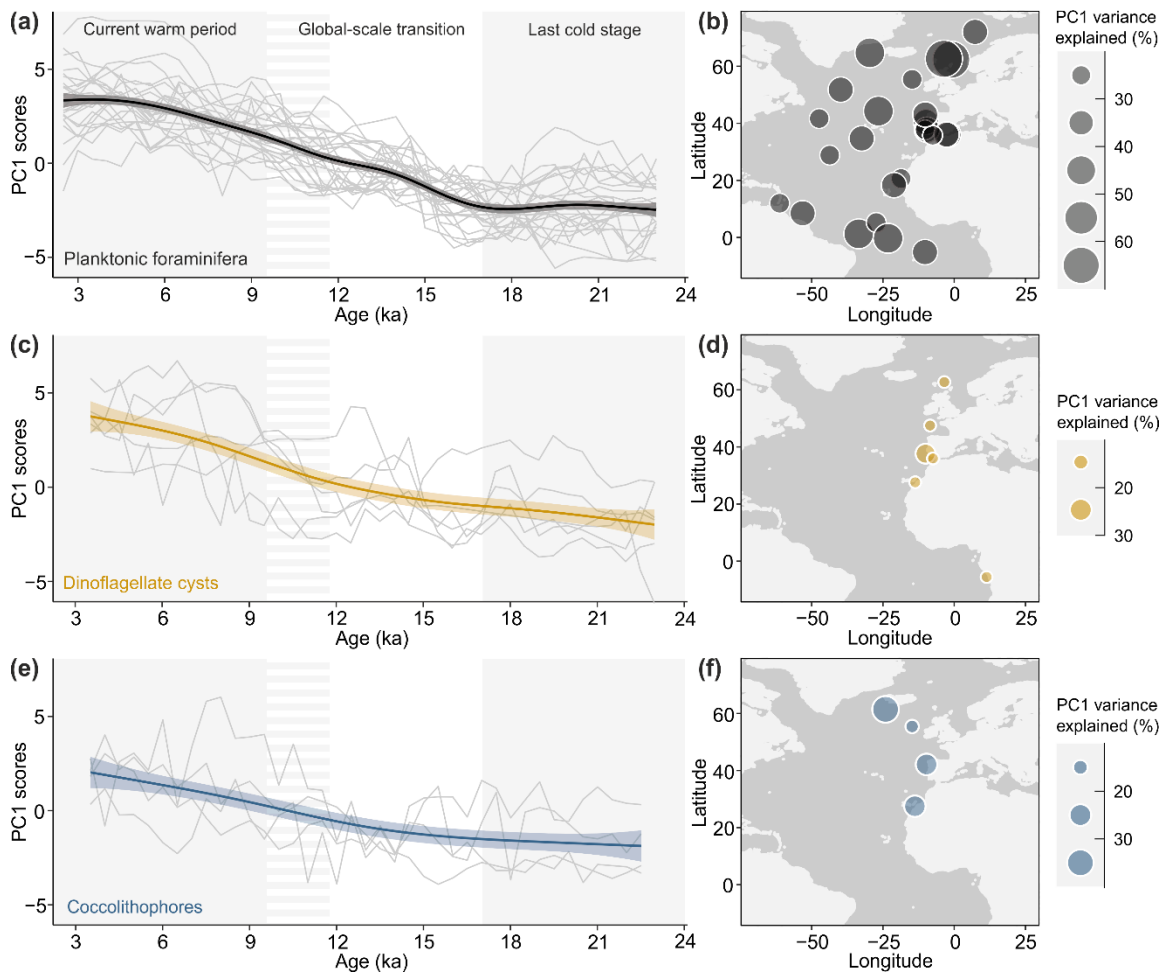 (a)
Current warm period
Global-scale transition
Last cold stage
PC1 scores
5
0
−5
Planktonic foraminifera
3
6
9
12
15
18
21
24
Age (ka)
(b)
Latitude
60
40
20
0
−50
−25
0
25
Longitude
PC1 variance
explained (%)
30
40
50
60
(c)
PC1 scores
5
0
−5
Dinoflagellate cysts
3
6
9
12
15
18
21
24
Age (ka)
(d)
Latitude
60
40
20
0
−50
−25
0
25
Longitude
PC1 variance
explained (%)
20
30
(e)
PC1 scores
5
0
−5
Coccolithophores
3
6
9
12
15
18
21
24
Age (ka)
(f)
Latitude
60
40
20
0
−50
−25
0
25
Longitude
PC1 variance
explained (%)
20
30